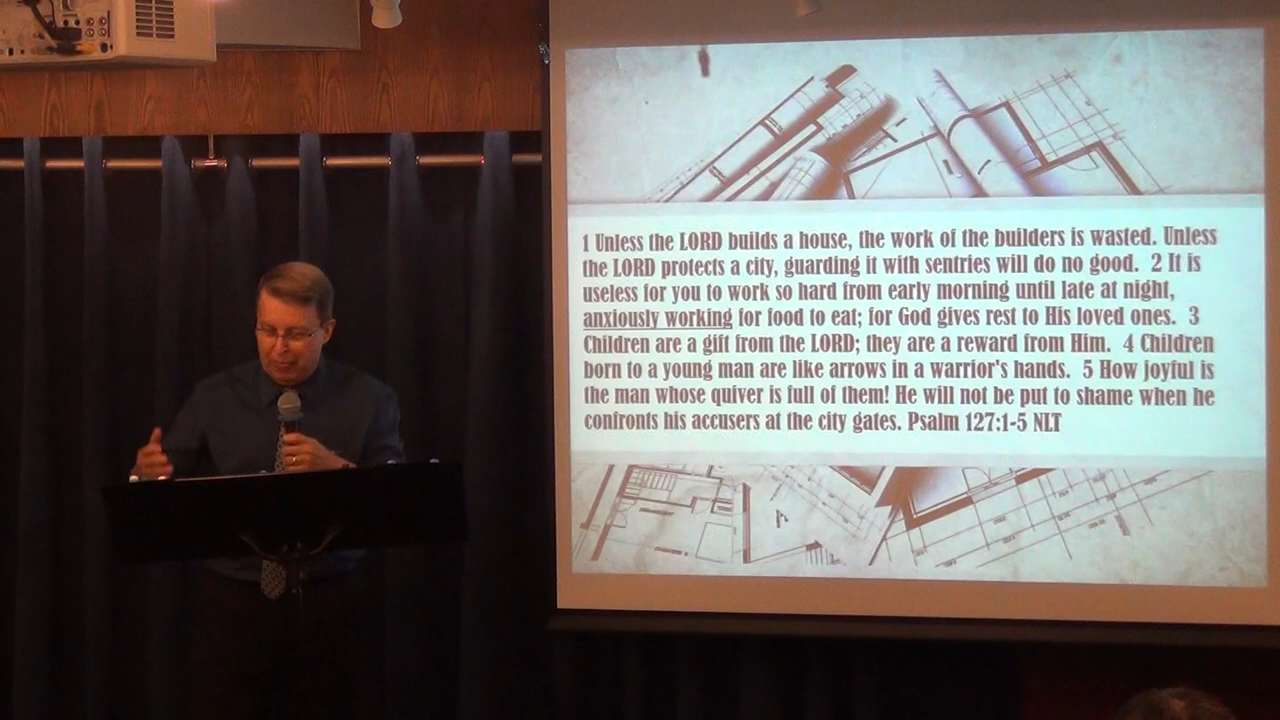 1 Unless the LORD builds a house, the work of the builders is wasted. Unless
the LORD protects a city, guarding it with sentries will do no good. 2 It is
useless for you to work so hard from early morning until late at night,
anxiously working for food to eat; for God gives rest to His loved ones. 3
Children are a gift from the LORD; they are a reward from Him. 4 Children
born to a young man are like arrows in a warrior's hands. 5 How joyful is
the man whose quiver is full of them! He will not be put to shame when he
confronts his accusers at the city gates. Psalm 127:1-5 NLT